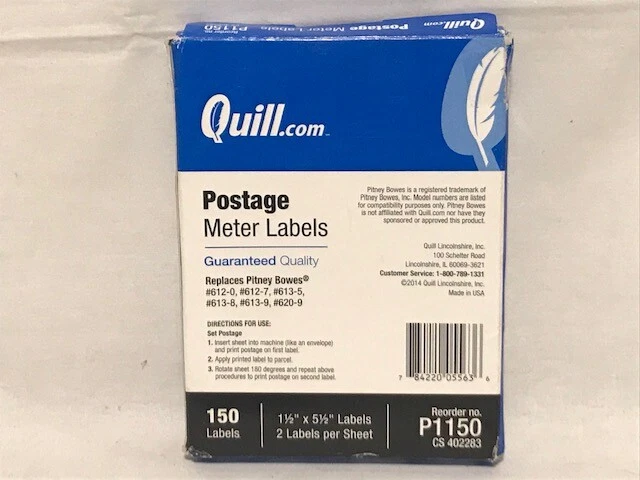 Reorder no.
P1150
Postage Meter Labels
Quill.com
Quill.com
Postage
Meter Labels
Guaranteed Quality
Replaces Pitney Bowes®
#612-0, #612-7, #613-5,
#613-8, #613-9, #620-9
DIRECTIONS FOR USE:
Set Postage
1. Insert sheet into machine (like an envelope)
and print postage on first label.
2. Apply printed label to parcel.
3. Rotate sheet 180 degrees and repeat above
procedures to print postage on second label.
Pitney Bowes is a registered trademark of
Pitney Bowes, Inc. Model numbers are listed
for compatibility purposes only. Pitney Bowes
is not affiliated with Quill.com nor have they
sponsored or approved this product.
Quill Lincolnshire, Inc.
100 Schelter Road
Lincolnshire, IL 60069-3621
Customer Service: 1-800-789-1331
©2014 Quill Lincolnshire, Inc.
Made in USA
7 84220 05563 6
150
Labels
1½" x 5½" Labels
2 Labels per Sheet
Reorder no.
P1150
CS 402283